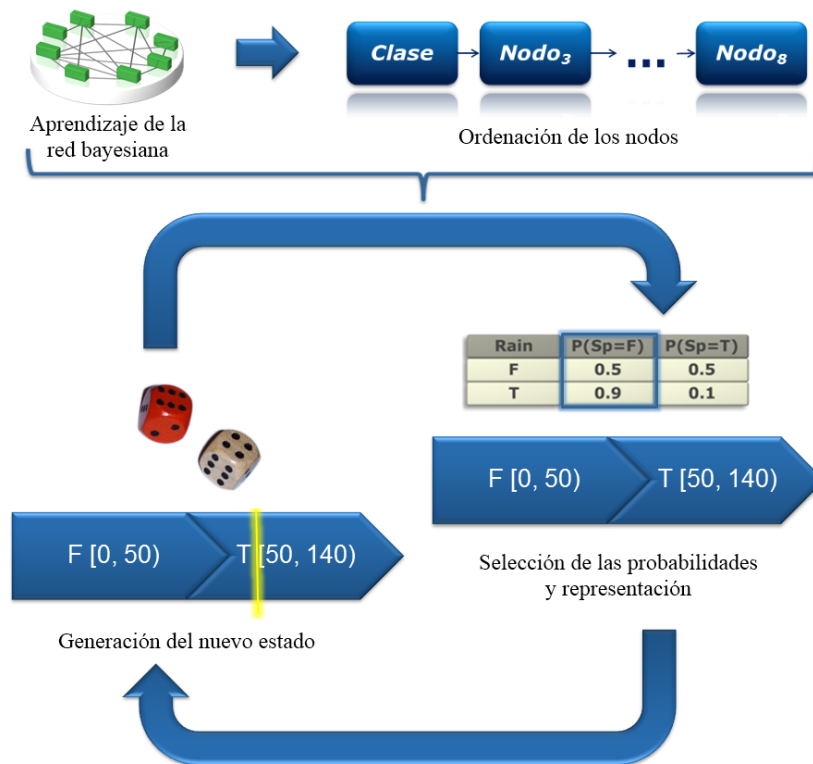 Clase
Nodo3
...
Nodo8
Aprendizaje de la
red bayesiana
Ordenación de los nodos
Rain P(Sp=F) P(Sp=T)
F 0.5 0.5
T 0.9 0.1
F [0, 50) T [50, 140)
Selección de las probabilidades
y representación
F [0, 50) T [50, 140)
Generación del nuevo estado